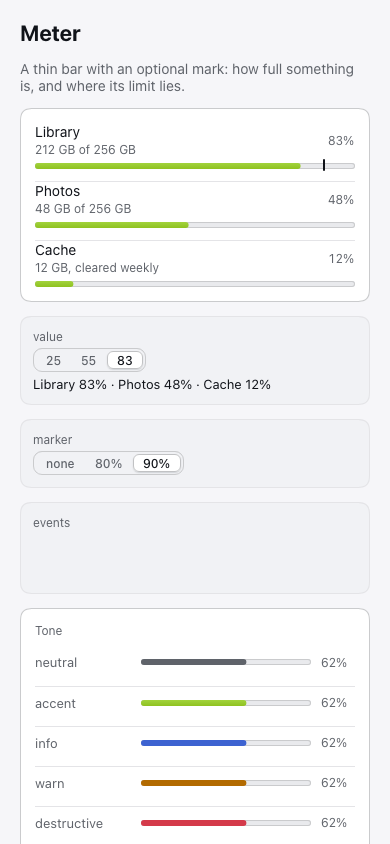 Meter
A thin bar with an optional mark: how full something
is, and where its limit lies.
Library
212 GB of 256 GB
83%
Photos
48 GB of 256 GB
48%
Cache
12 GB, cleared weekly
12%
value
25 55 83
Library 83% · Photos 48% · Cache 12%
marker
none 80% 90%
events
Tone
neutral 62%
accent 62%
info 62%
warn 62%
destructive 62%